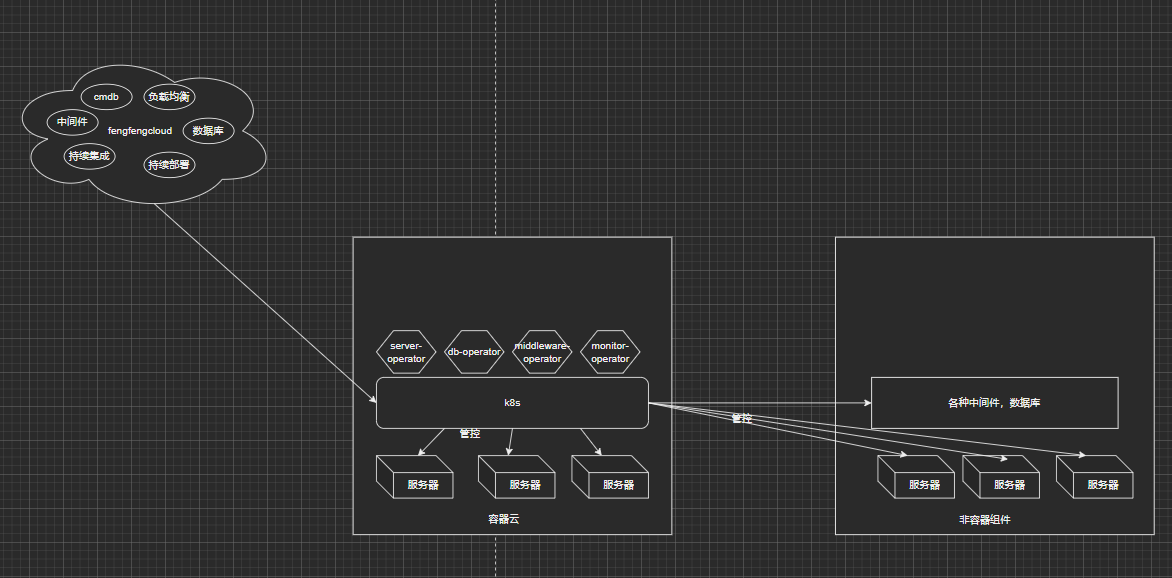 cmdb
负载均衡
中间件
fengfengcloud
数据库
持续集成
持续部署
server-
operator
db-operator
middleware-
operator
monitor-
operator
k8s
各种中间件，数据库
管控
管控
服务器
服务器
服务器
服务器
服务器
服务器
容器云
非容器组件